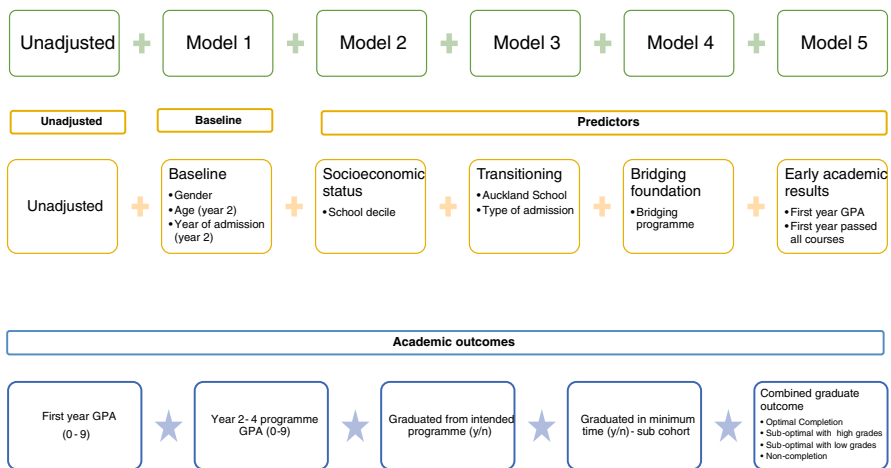 Unadjusted
Model 1
Model 2
Model 3
Model 4
Model 5
Unadjusted
Baseline
Predictors
Unadjusted
Baseline
• Gender
• Age (year 2)
• Year of admission
(year 2)
Socioeconomic
status
• School decile
Transitioning
• Auckland School
• Type of admission
Bridging
foundation
• Bridging
programme
Early academic
results
• First year GPA
• First year passed
all courses
Academic outcomes
First year GPA
(0-9)
Year 2-4 programme
GPA (0-9)
Graduated from intended
programme (y/n)
Graduated in minimum
time (y/n)- sub cohort
Combined graduate
outcome
• Optimal Completion
• Sub-optimal with high grades
• Sub-optimal with low grades
• Non-completion